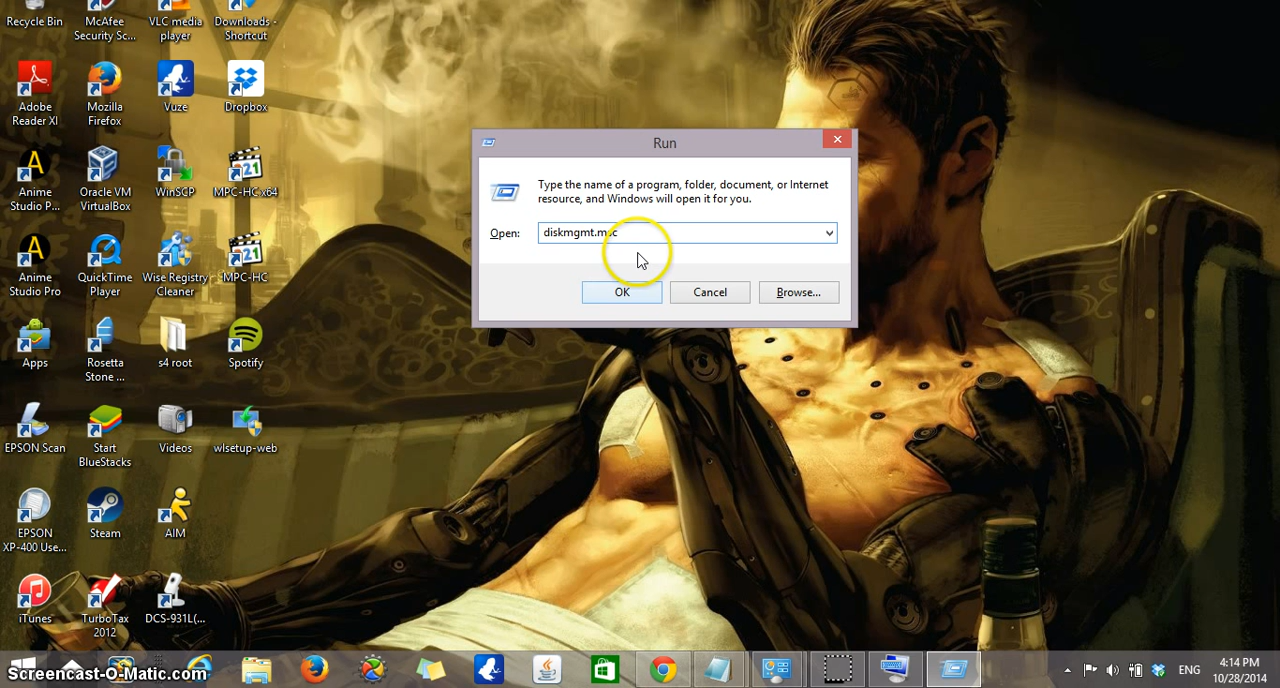 Recycle Bin
McAfee
Security Sc...
VLC media
player
Downloads -
Shortcut
Adobe
Reader XI
Mozilla
Firefox
Vuze
Dropbox
Anime
Studio P...
Oracle VM
VirtualBox
WinSCP
MPC-HC x64
Anime
Studio Pro
QuickTime
Player
Wise Registry
Cleaner
MPC-HC
Apps
Rosetta
Stone ...
s4 root
Spotify
EPSON Scan
Start
BlueStacks
Videos
wlsetup-web
EPSON
XP-400 Use...
Steam
AIM
iTunes
TurboTax
2012
DCS-931L(...
Run
Type the name of a program, folder, document, or Internet
resource, and Windows will open it for you.
Open:
diskmgmt.msc
OK
Cancel
Browse...
Screencast-O-Matic.com
ENG
4:14 PM
10/28/2014